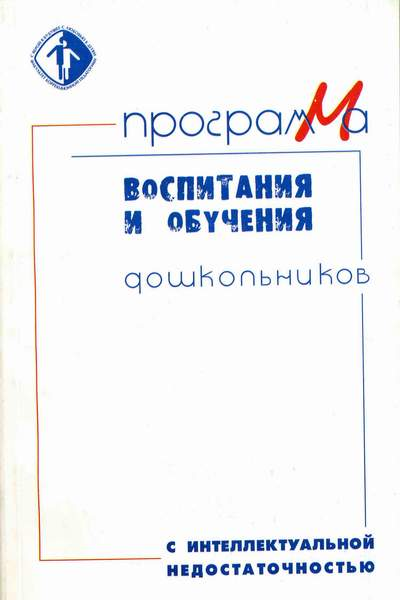 программа
ВОСПИТАНИЯ
И ОБУЧЕНИЯ
дошкольников
С ИНТЕЛЛЕКТУАЛЬНОЙ
НЕДОСТАТОЧНОСТЬЮ